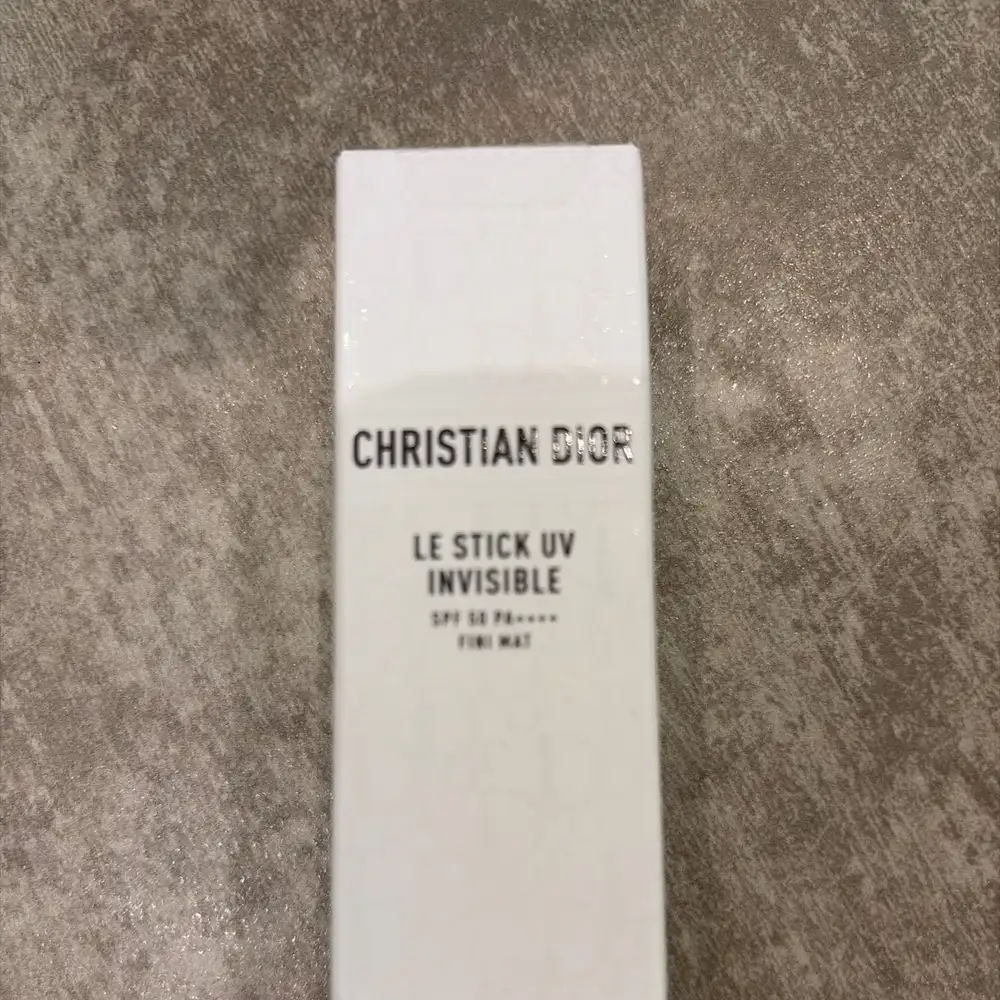 CHRISTIAN DIOR
LE STICK UV
INVISIBLE
SPF 50 PA++++
FINI MAT